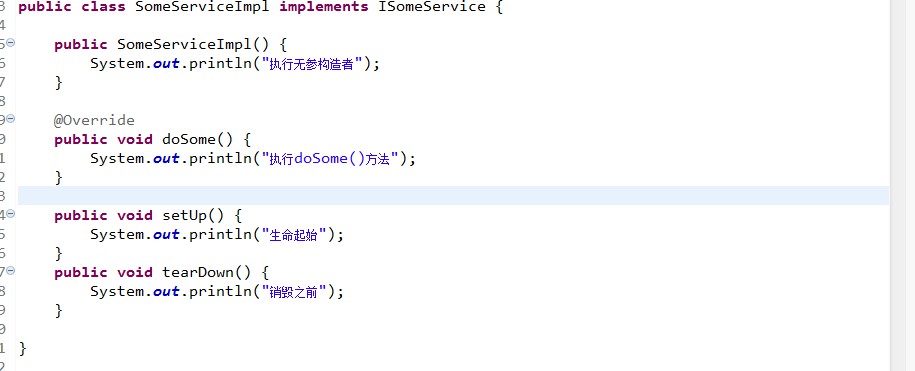 3 public class SomeServiceImpl implements ISomeService {
4
5 public SomeServiceImpl() {
6 System.out.println("执行无参构造者");
7 }
8
9 @Override
0 public void doSome() {
1 System.out.println("执行doSome()方法");
2 }
3
4 public void setUp() {
5 System.out.println("生命起始");
6 }
7 public void tearDown() {
8 System.out.println("销毁之前");
9 }
0
1 }
2